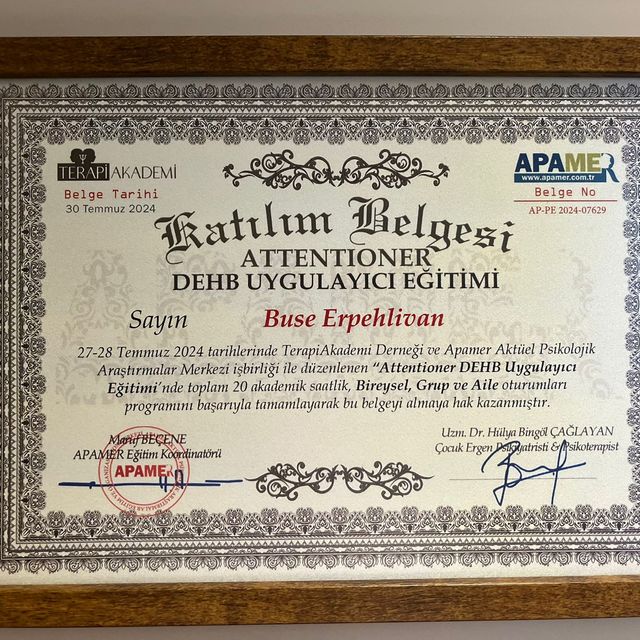 TERAPİ AKADEMİ
Belge Tarihi
30 Temmuz 2024
APAMER
www.apamer.com.tr
Belge No
AP-PE 2024-07629
Katılım Belgesi
ATTENTIONER
DEHB UYGULAYICI EĞİTİMİ
Sayın Buse Erpehlivan
27-28 Temmuz 2024 tarihlerinde TerapiAkademi Derneği ve Apamer Aktüel Psikolojik
Araştırmalar Merkezi işbirliği ile düzenlenen “Attentioner DEHB Uygulayıcı
Eğitimi'nde toplam 20 akademik saatlik, Bireysel, Grup ve Aile oturumları
programını başarıyla tamamlayarak bu belgeyi almaya hak kazanmıştır.
Maruf BEÇENE
APAMER Eğitim Koordinatörü
APAMER
Uzm. Dr. Hülya Bingöl ÇAĞLAYAN
Çocuk Ergen Psikiyatristi & Psikoterapist